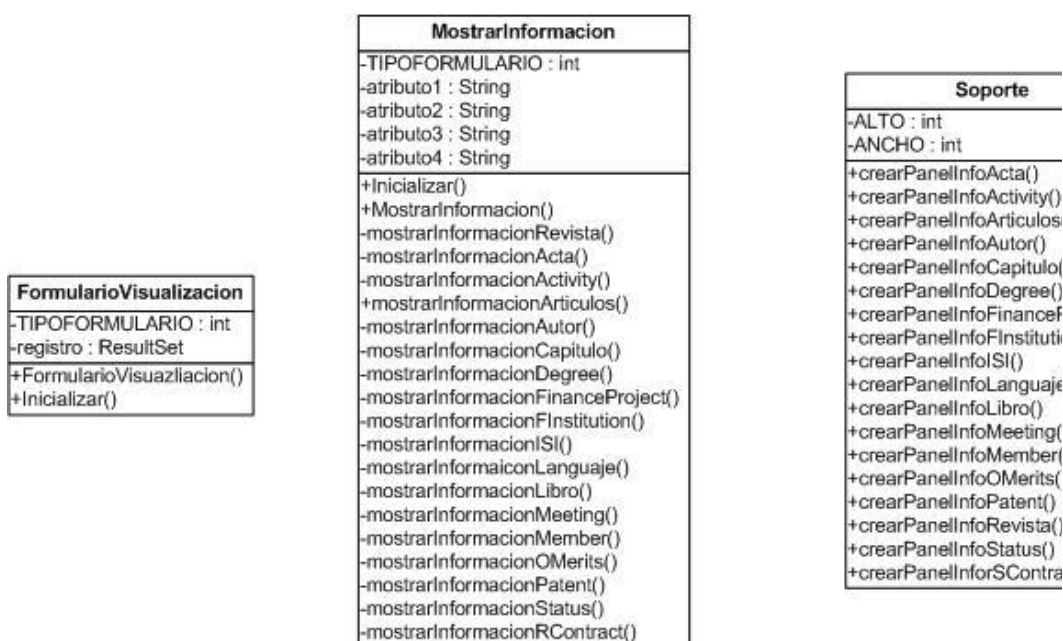 FormularioVisualizacion
-TIPOFORMULARIO : int
-registro : ResultSet
+FormularioVisuazliacion()
+Inicializar()
MostrarInformacion
-TIPOFORMULARIO : int
-atributo1 : String
-atributo2 : String
-atributo3 : String
-atributo4 : String
+Inicializar()
+MostrarInformacion()
-mostrarInformacionRevista()
-mostrarInformacionActa()
-mostrarInformacionActivity()
+mostrarInformacionArticulos()
-mostrarInformacionAutor()
-mostrarInformacionCapitulo()
-mostrarInformacionDegree()
-mostrarInformacionFinanceProject()
-mostrarInformacionFInstitution()
-mostrarInformacionISI()
-mostrarInformaiconLanguaje()
-mostrarInformacionLibro()
-mostrarInformacionMeeting()
-mostrarInformacionMember()
-mostrarInformacionOMerits()
-mostrarInformacionPatent()
-mostrarInformacionStatus()
-mostrarInformacionRContract()
Soporte
-ALTO : int
-ANCHO : int
+crearPanelInfoActa()
+crearPanelInfoActivity()
+crearPanelInfoArticulos(
+crearPanelInfoAutor()
+crearPanelInfoCapitulo(
+crearPanelInfoDegree()
+crearPanelInfoFinanceP
+crearPanelInfoFInstituti
+crearPanelInfoISI()
+crearPanelInfoLanguaje
+crearPanelInfoLibro()
+crearPanelInfoMeeting(
+crearPanelInfoMember(
+crearPanelInfoOMerits(
+crearPanelInfoPatent()
+crearPanelInfoRevista()
+crearPanelInfoStatus()
+crearPanelInforSContra